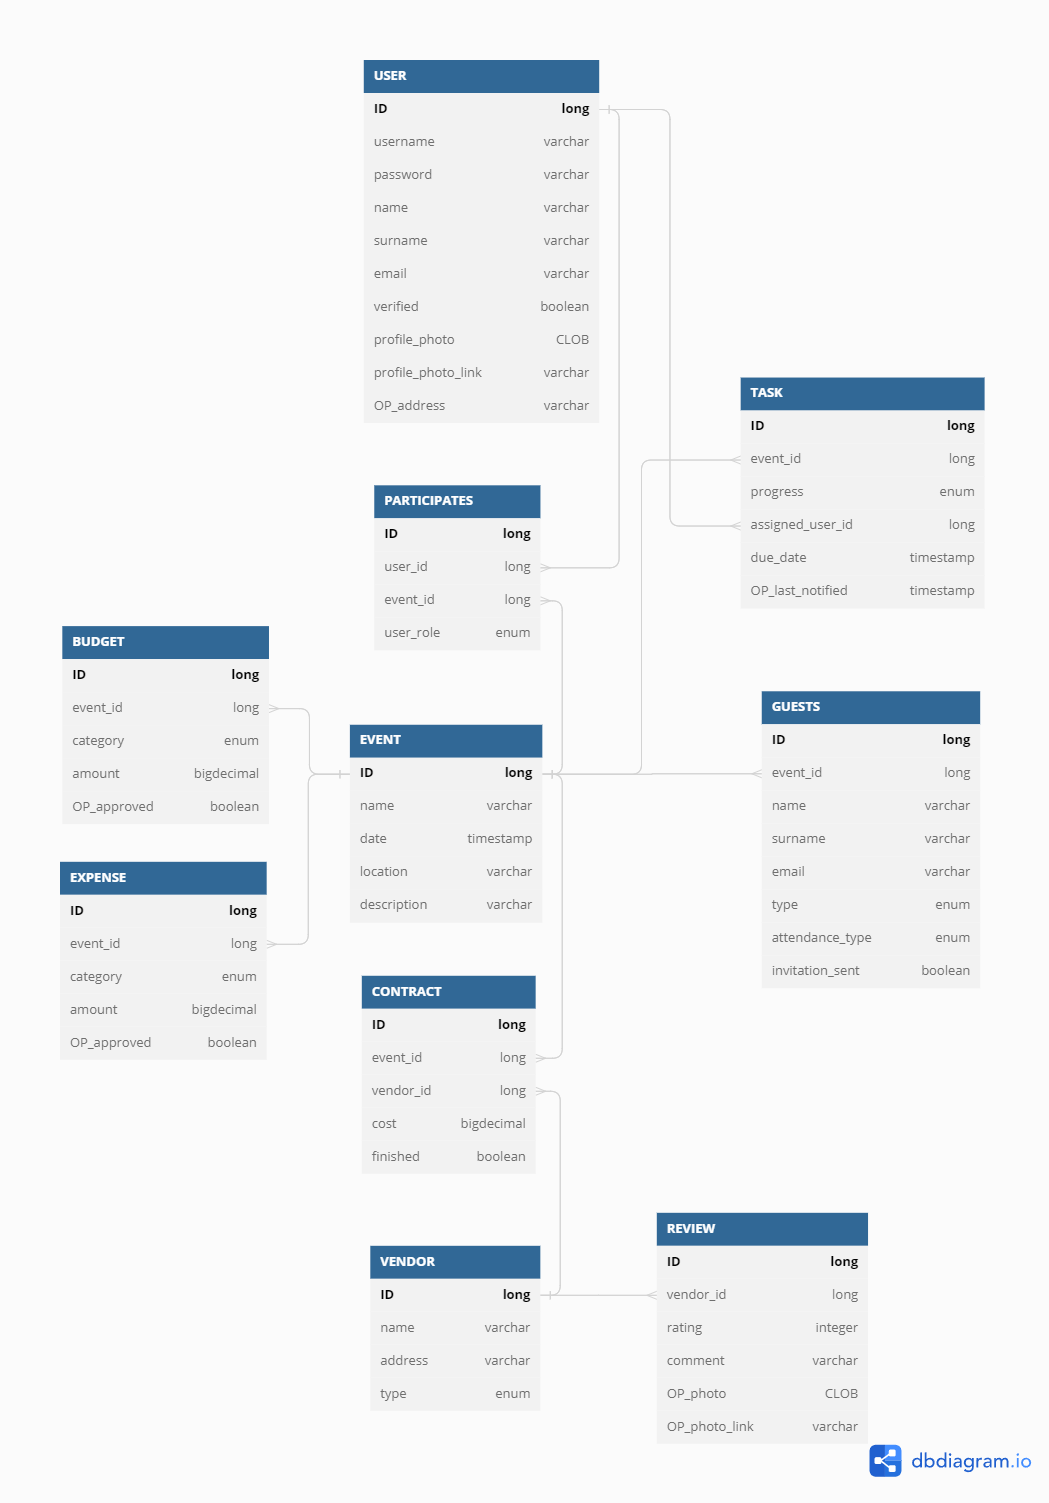 USER
ID long
username varchar
password varchar
name varchar
surname varchar
email varchar
verified boolean
profile_photo CLOB
profile_photo_link varchar
OP_address varchar
TASK
ID long
event_id long
progress enum
assigned_user_id long
due_date timestamp
OP_last_notified timestamp
PARTICIPATES
ID long
user_id long
event_id long
user_role enum
BUDGET
ID long
event_id long
category enum
amount bigdecimal
OP_approved boolean
EVENT
ID long
name varchar
date timestamp
location varchar
description varchar
GUESTS
ID long
event_id long
name varchar
surname varchar
email varchar
type enum
attendance_type enum
invitation_sent boolean
EXPENSE
ID long
event_id long
category enum
amount bigdecimal
OP_approved boolean
CONTRACT
ID long
event_id long
vendor_id long
cost bigdecimal
finished boolean
VENDOR
ID long
name varchar
address varchar
type enum
REVIEW
ID long
vendor_id long
rating integer
comment varchar
OP_photo CLOB
OP_photo_link varchar
dbdiagram.io